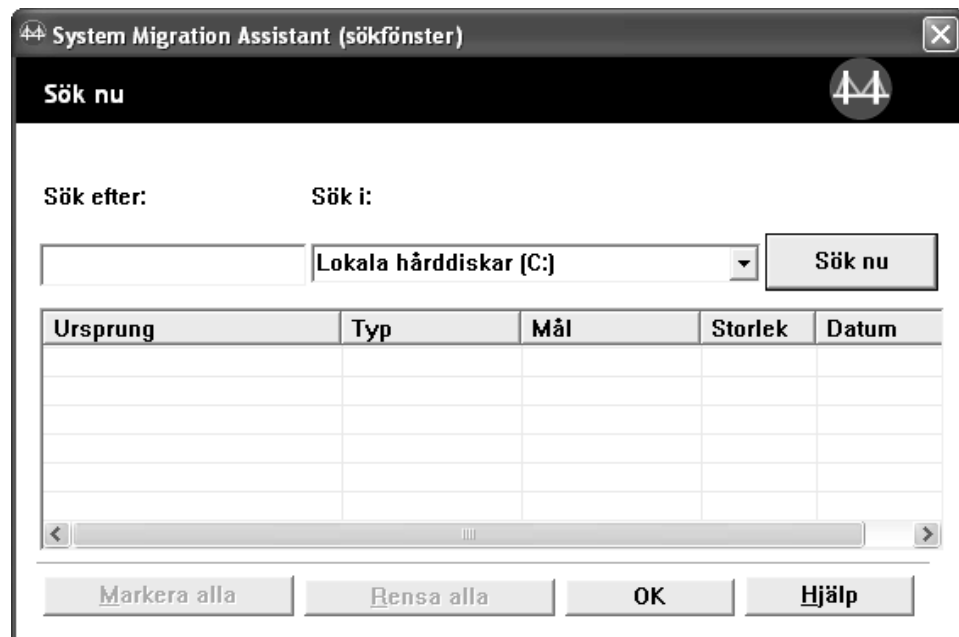 System Migration Assistant (sökfönster)
Sök nu
Sök efter: Sök i:
Lokala hårddiskar (C:) Sök nu
Ursprung Typ Mål Storlek Datum
Markera alla Rensa alla OK Hjälp